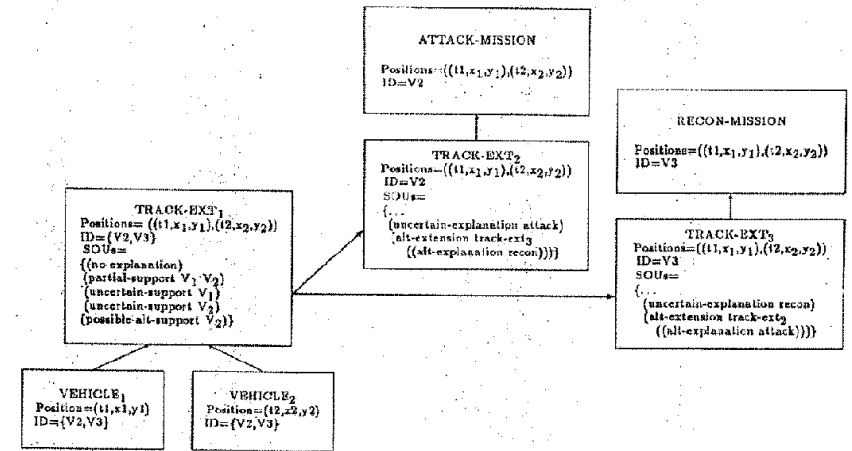 ATTACK-MISSION
Positions=((t1,x₁,y₁),(t2,x₂,y₂))
ID=V2
RECON-MISSION
Positions=((t1,x₁,y₁),(t2,x₂,y₂))
ID=V3
TRACK-EXT₂
Positions=((t1,x₁,y₁),(t2,x₂,y₂))
ID=V2
SOUs=
{...
(uncertain-explanation attack)
(alt-extension track-ext₃
((alt-explanation recon)))}
TRACK-EXT₁
Positions= ((t1,x₁,y₁),(t2,x₂,y₂))
ID={V2,V3}
SOUs=
{(no-explanation)
(partial-support V₁ V₂)
(uncertain-support V₁)
(uncertain-support V₂)
(possible-alt-support V₂)}
TRACK-EXT₃
Positions=((t1,x₁,y₁),(t2,x₂,y₂))
ID=V3
SOUs=
{...
(uncertain-explanation recon)
(alt-extension track-ext₂
((alt-explanation attack)))}
VEHICLE₁
Position=(t1,x1,y1)
ID={V2,V3}
VEHICLE₂
Position=(t2,x2,y2)
ID={V2,V3}